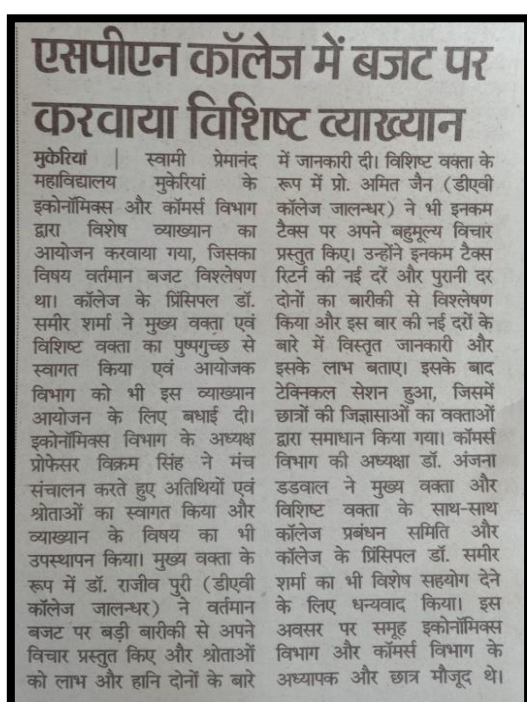 एसपीएन कॉलेज में बजट पर
करवाया विशिष्ट व्याख्यान
मुकेरियां | स्वामी प्रेमानंद
महाविद्यालय मुकेरियां के
इकोनॉमिक्स और कॉमर्स विभाग
द्वारा विशेष व्याख्यान का
आयोजन करवाया गया, जिसका
विषय वर्तमान बजट विश्लेषण
था। कॉलेज के प्रिंसिपल डॉ.
समीर शर्मा ने मुख्य वक्ता एवं
विशिष्ट वक्ता का पुष्पगुच्छ से
स्वागत किया एवं आयोजक
विभाग को भी इस व्याख्यान
आयोजन के लिए बधाई दी।
इकोनॉमिक्स विभाग के अध्यक्ष
प्रोफेसर विक्रम सिंह ने मंच
संचालन करते हुए अतिथियों एवं
श्रोताओं का स्वागत किया और
व्याख्यान के विषय का भी
उपस्थापन किया। मुख्य वक्ता के
रूप में डॉ. राजीव पुरी (डीएवी
कॉलेज जालन्धर) ने वर्तमान
बजट पर बड़ी बारीकी से अपने
विचार प्रस्तुत किए और श्रोताओं
को लाभ और हानि दोनों के बारे
में जानकारी दी। विशिष्ट वक्ता के
रूप में प्रो. अमित जैन (डीएवी
कॉलेज जालन्धर) ने भी इनकम
टैक्स पर अपने बहुमूल्य विचार
प्रस्तुत किए। उन्होंने इनकम टैक्स
रिटर्न की नई दरें और पुरानी दर
दोनों का बारीकी से विश्लेषण
किया और इस बार की नई दरों के
बारे में विस्तृत जानकारी और
इसके लाभ बताए। इसके बाद
टेक्निकल सेशन हुआ, जिसमें
छात्रों की जिज्ञासाओं का वक्ताओं
द्वारा समाधान किया गया। कॉमर्स
विभाग की अध्यक्षा डॉ. अंजना
डडवाल ने मुख्य वक्ता और
विशिष्ट वक्ता के साथ-साथ
कॉलेज प्रबंधन समिति और
कॉलेज के प्रिंसिपल डॉ. समीर
शर्मा का भी विशेष सहयोग देने
के लिए धन्यवाद किया। इस
अवसर पर समूह इकोनॉमिक्स
विभाग और कॉमर्स विभाग के
अध्यापक और छात्र मौजूद थे।